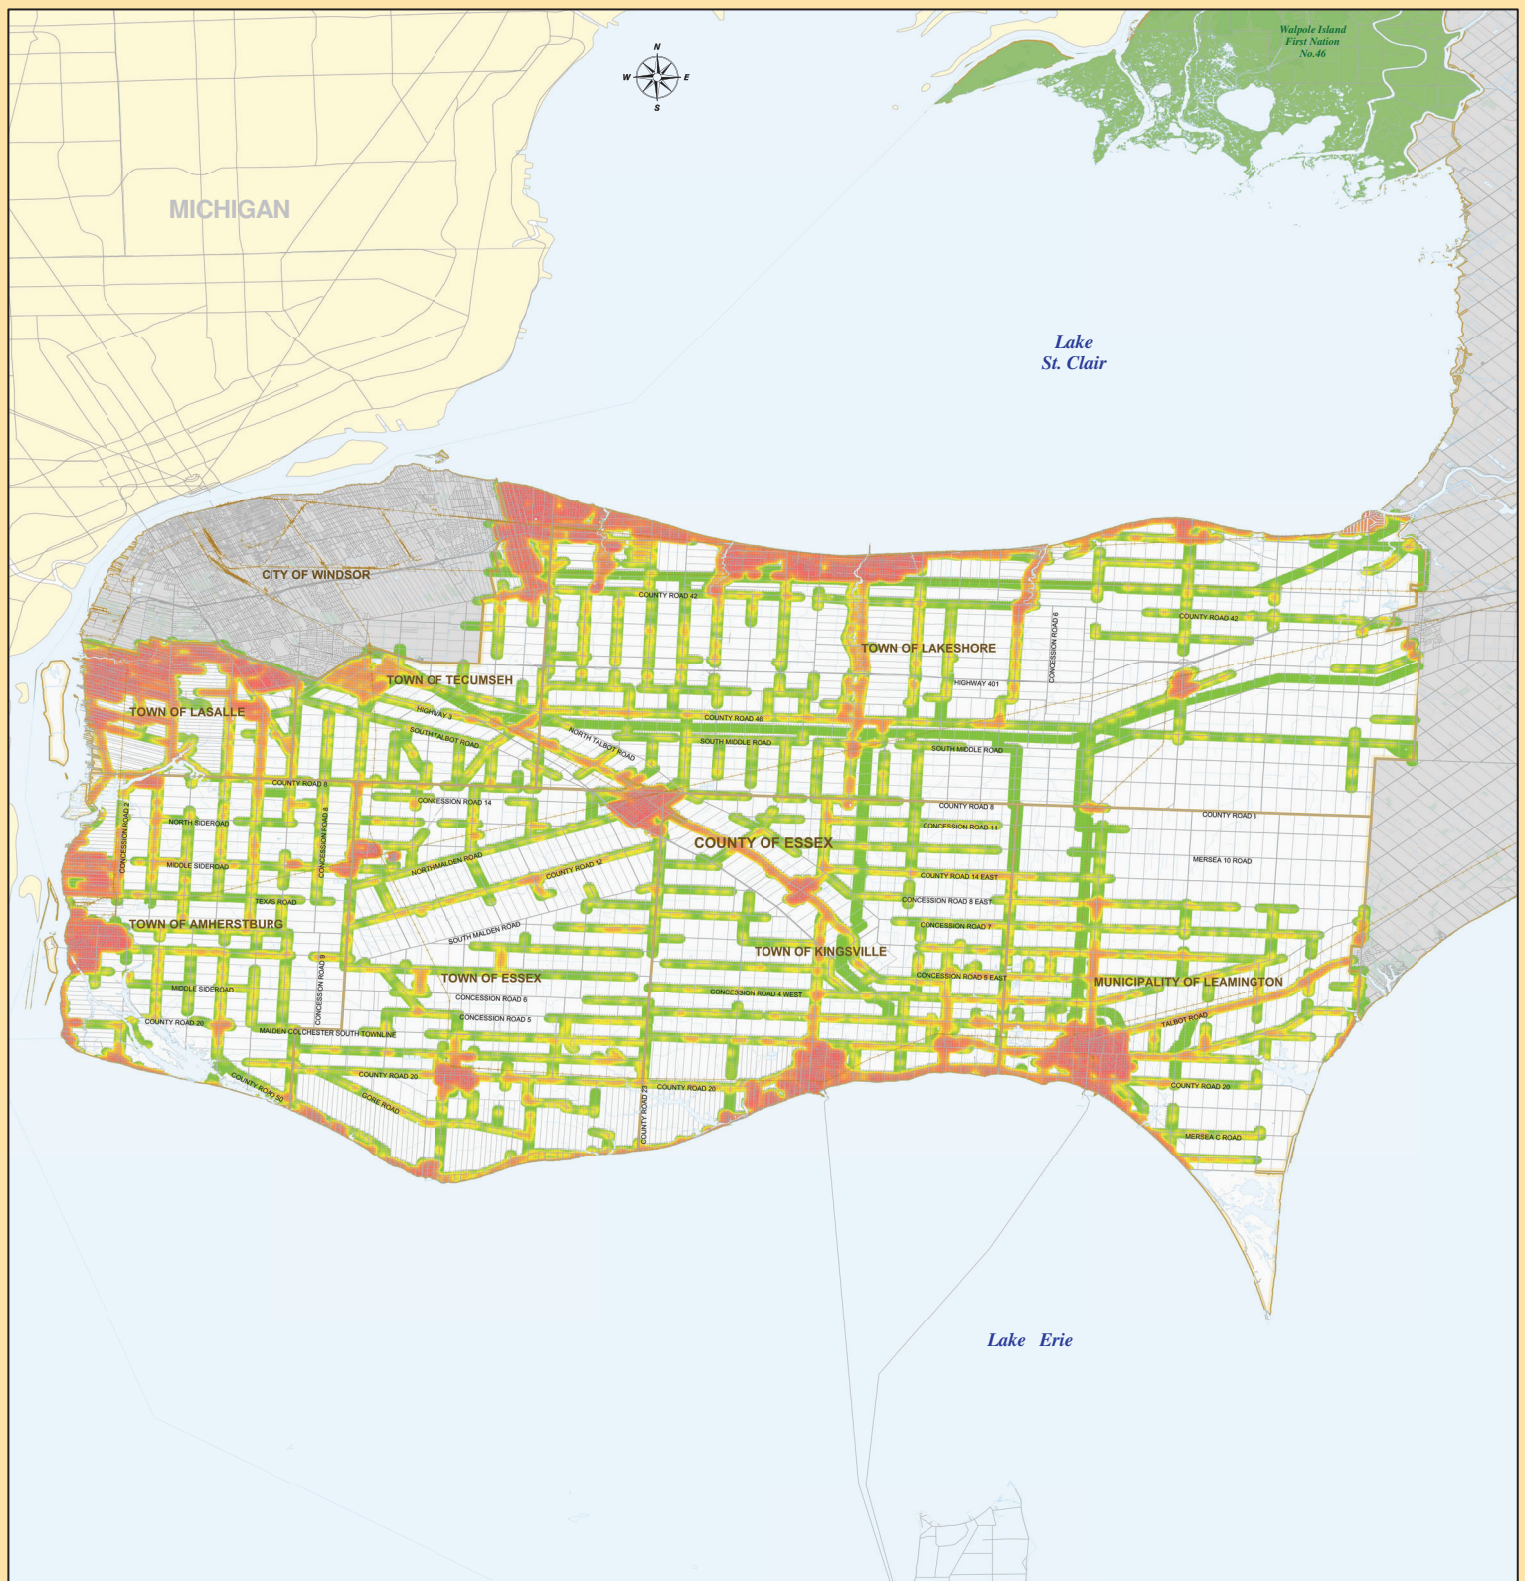 Walpole Island
First Nation
No.46
N
W
E
S
MICHIGAN
Lake
St. Clair
CITY OF WINDSOR
COUNTY ROAD 42
COUNTY ROAD 42
CONCESSION ROAD 6
TOWN OF LAKESHORE
TOWN OF TECUMSEH
HIGHWAY 401
TOWN OF LASALLE
HIGHWAY 3
COUNTY ROAD 46
SOUTH TALBOT ROAD
NORTH TALBOT ROAD
SOUTH MIDDLE ROAD
SOUTH MIDDLE ROAD
COUNTY ROAD 8
CONCESSION ROAD 14
COUNTY ROAD 8
COUNTY ROAD I
CONCESSION ROAD 2
NORTH SIDEROAD
CONCESSION ROAD 8
CONCESSION ROAD 11
COUNTY OF ESSEX
MIDDLE SIDEROAD
NORTHMALDEN ROAD
COUNTY ROAD 12
MERSEA 10 ROAD
COUNTY ROAD 14 EAST
TEXAS ROAD
CONCESSION ROAD 8 EAST
TOWN OF AMHERSTBURG
SOUTH MALDEN ROAD
CONCESSION ROAD 7
TOWN OF KINGSVILLE
CONCESSION ROAD 9
TOWN OF ESSEX
CONCESSION ROAD 5 EAST
MUNICIPALITY OF LEAMINGTON
MIDDLE SIDEROAD
CONCESSION ROAD 6
CONCESSION ROAD 4 WEST
COUNTY ROAD 20
CONCESSION ROAD 5
TALBOT ROAD
MAIDEN COLCHESTER SOUTH TOWNLINE
COUNTY ROAD 50
COUNTY ROAD 20
GORE ROAD
COUNTY ROAD 23
COUNTY ROAD 20
COUNTY ROAD 20
MERSEA C ROAD
Lake Erie